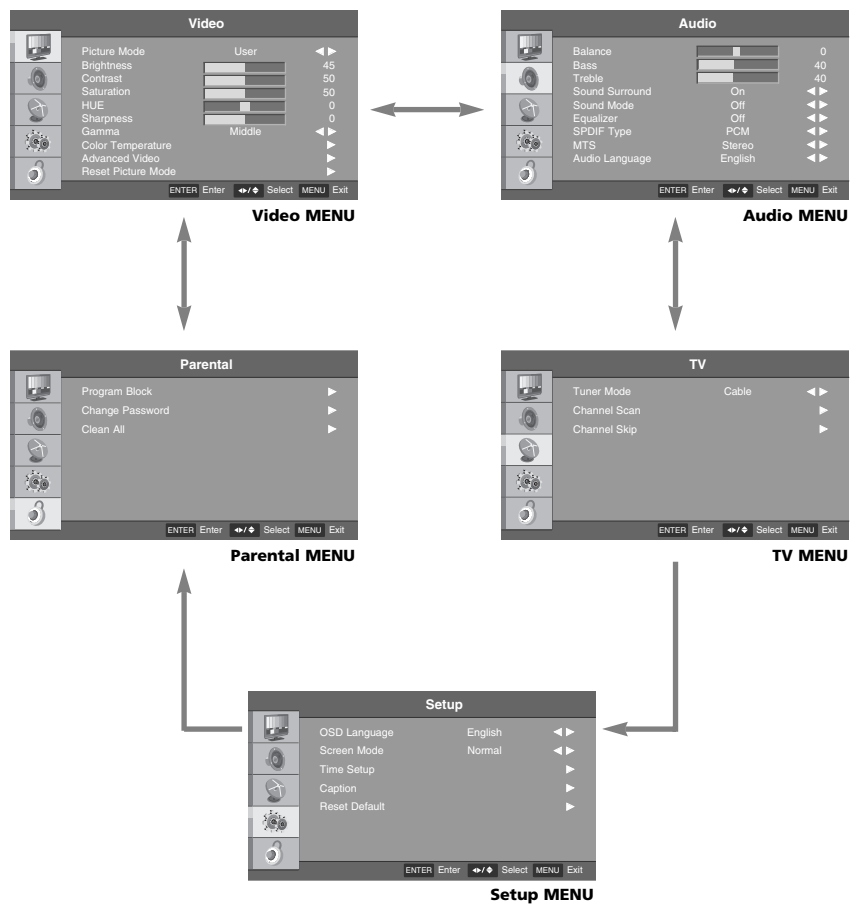 Video
Picture Mode User
Brightness 45
Contrast 50
Saturation 50
HUE 0
Sharpness 0
Gamma Middle
Color Temperature
Advanced Video
Reset Picture Mode
ENTER Enter Select MENU Exit
Video MENU
Audio
Balance 0
Bass 40
Treble 40
Sound Surround On
Sound Mode Off
Equalizer Off
SPDIF Type PCM
MTS Stereo
Audio Language English
ENTER Enter Select MENU Exit
Audio MENU
Parental
Program Block
Change Password
Clean All
ENTER Enter Select MENU Exit
Parental MENU
TV
Tuner Mode Cable
Channel Scan
Channel Skip
ENTER Enter Select MENU Exit
TV MENU
Setup
OSD Language English
Screen Mode Normal
Time Setup
Caption
Reset Default
ENTER Enter Select MENU Exit
Setup MENU